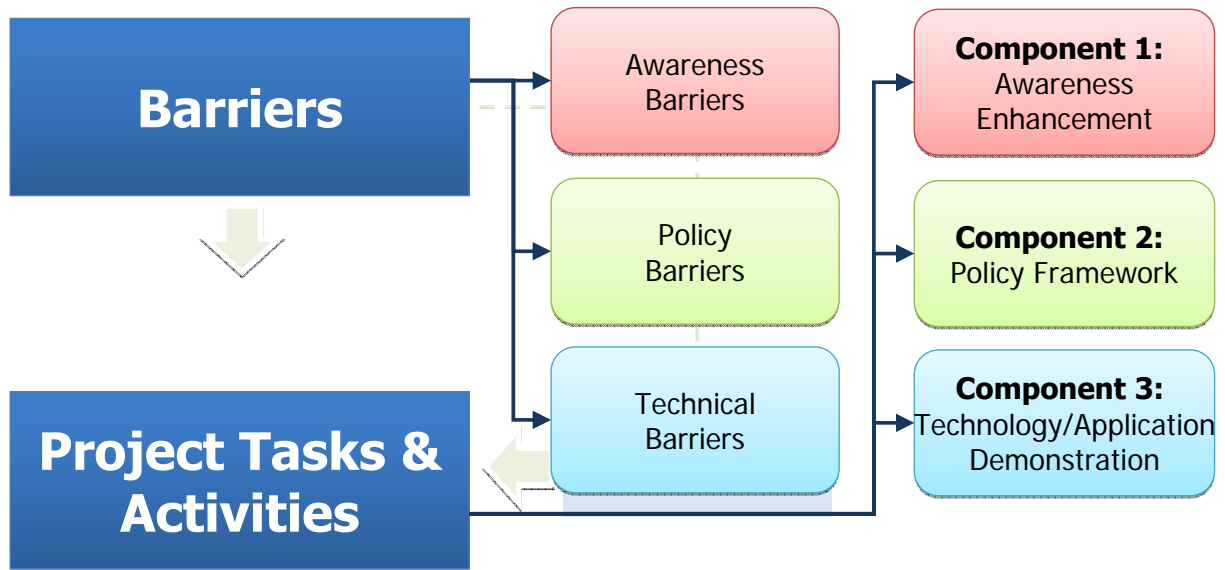 Barriers
Awareness
Barriers
Policy
Barriers
Technical
Barriers
Project Tasks &
Activities
Component 1:
Awareness
Enhancement
Component 2:
Policy Framework
Component 3:
Technology/Application
Demonstration